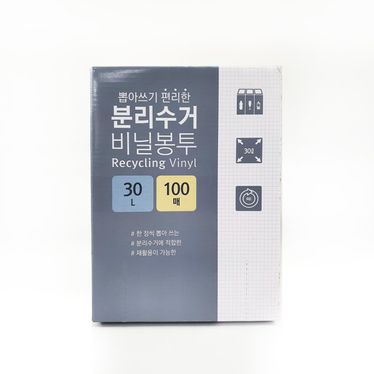 뽑아쓰기 편리한
분리수거
비닐봉투
Recycling Vinyl
30
L
100
매
# 한 장씩 뽑아 쓰는
# 분리수거에 적합한
# 재활용이 가능한